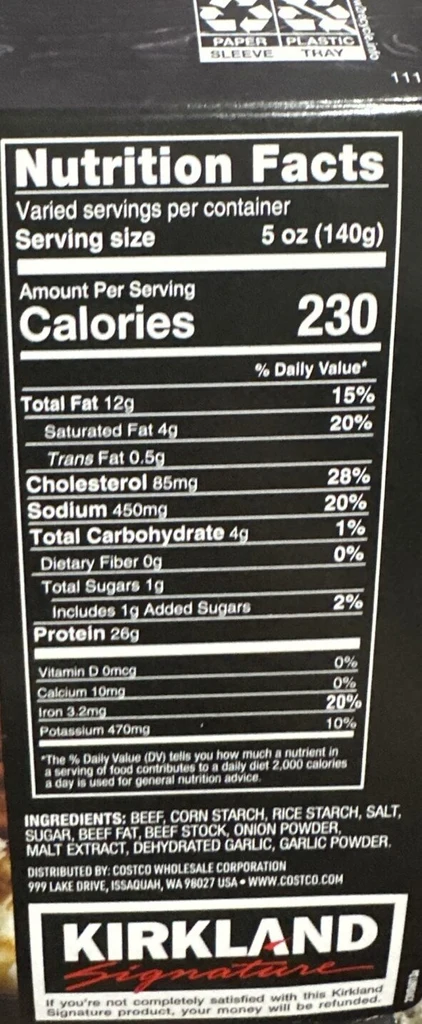 PAPER PLASTIC
SLEEVE TRAY
111
Nutrition Facts
Varied servings per container
Serving size 5 oz (140g)
Amount Per Serving
Calories 230
% Daily Value*
Total Fat 12g 15%
Saturated Fat 4g 20%
Trans Fat 0.5g
Cholesterol 85mg 28%
Sodium 450mg 20%
Total Carbohydrate 4g 1%
Dietary Fiber 0g 0%
Total Sugars 1g
Includes 1g Added Sugars 2%
Protein 26g
Vitamin D 0mcg 0%
Calcium 10mg 0%
Iron 3.2mg 20%
Potassium 470mg 10%
*The % Daily Value (DV) tells you how much a nutrient in
a serving of food contributes to a daily diet 2,000 calories
a day is used for general nutrition advice.
INGREDIENTS: BEEF, CORN STARCH, RICE STARCH, SALT,
SUGAR, BEEF FAT, BEEF STOCK, ONION POWDER,
MALT EXTRACT, DEHYDRATED GARLIC, GARLIC POWDER.
DISTRIBUTED BY: COSTCO WHOLESALE CORPORATION
999 LAKE DRIVE, ISSAQUAH, WA 98027 USA • WWW.COSTCO.COM
KIRKLAND
Signature
If you're not completely satisfied with this Kirkland
Signature product, your money will be refunded.